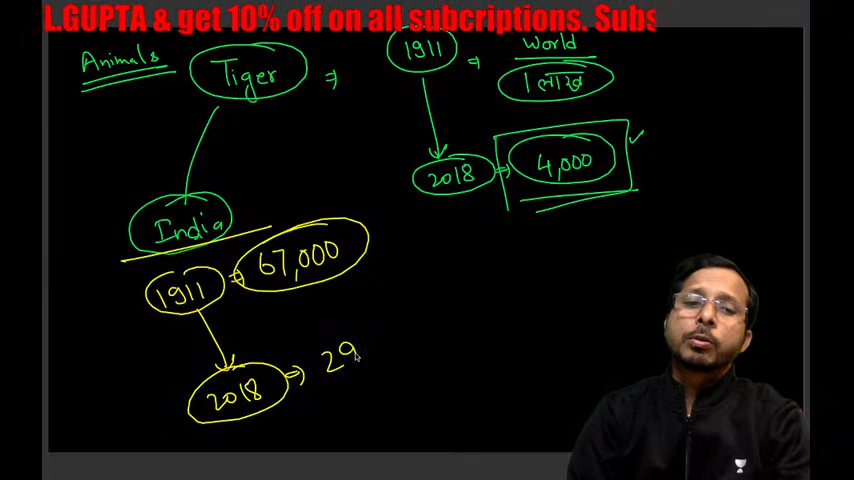 L.GUPTA & get 10% off on all subcriptions. Subs
Animals Tiger ⇒ 1911 ⇒ World
1 लाख
2018 ⇒ 4,000 ✓
India
1911 ⇒ 67,000
2018 ⇒ 29